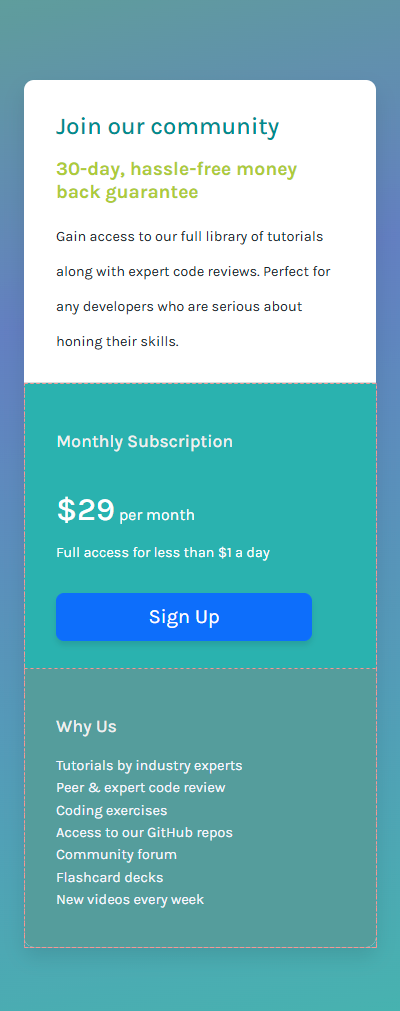 Join our community
30-day, hassle-free money
back guarantee
Gain access to our full library of tutorials
along with expert code reviews. Perfect for
any developers who are serious about
honing their skills.
Monthly Subscription
$29 per month
Full access for less than $1 a day
Sign Up
Why Us
Tutorials by industry experts
Peer & expert code review
Coding exercises
Access to our GitHub repos
Community forum
Flashcard decks
New videos every week